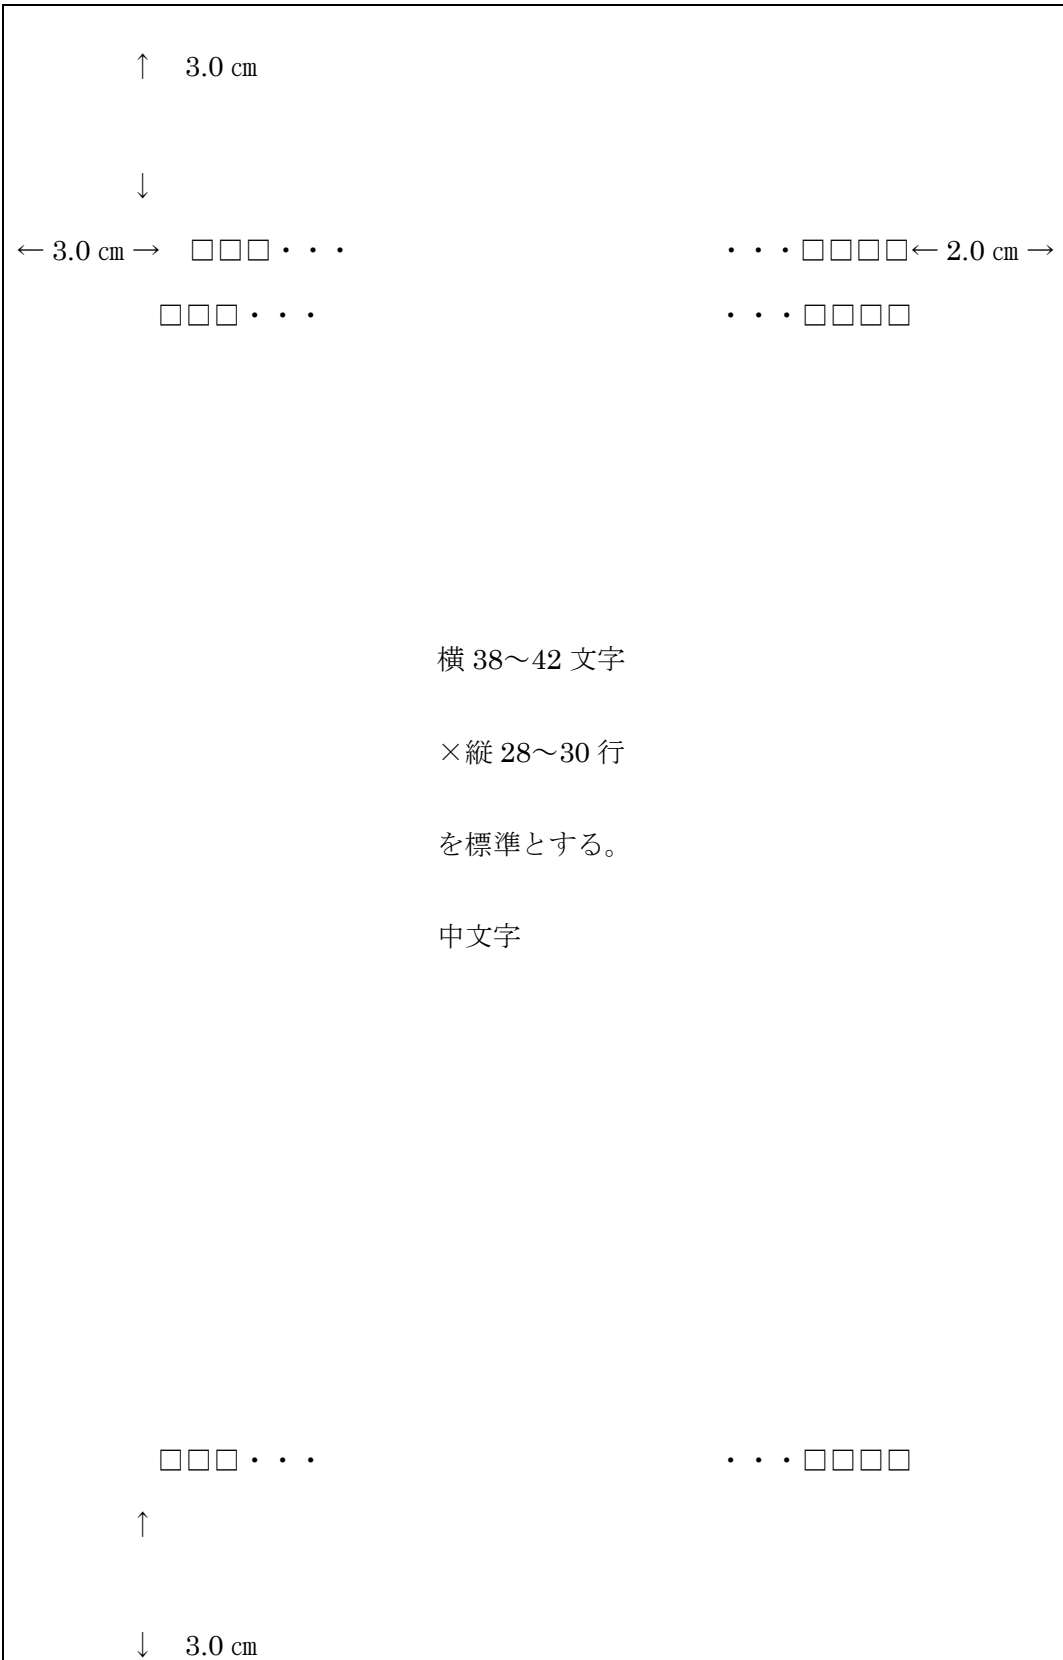 ↑ 3.0 ㎝
↓
← 3.0 ㎝ → □□□・・・ ・・・□□□□← 2.0 ㎝ →
□□□・・・ ・・・□□□□
横 38～42 文字
×縦 28～30 行
を標準とする。
中文字
□□□・・・ ・・・□□□□
↑
↓ 3.0 ㎝